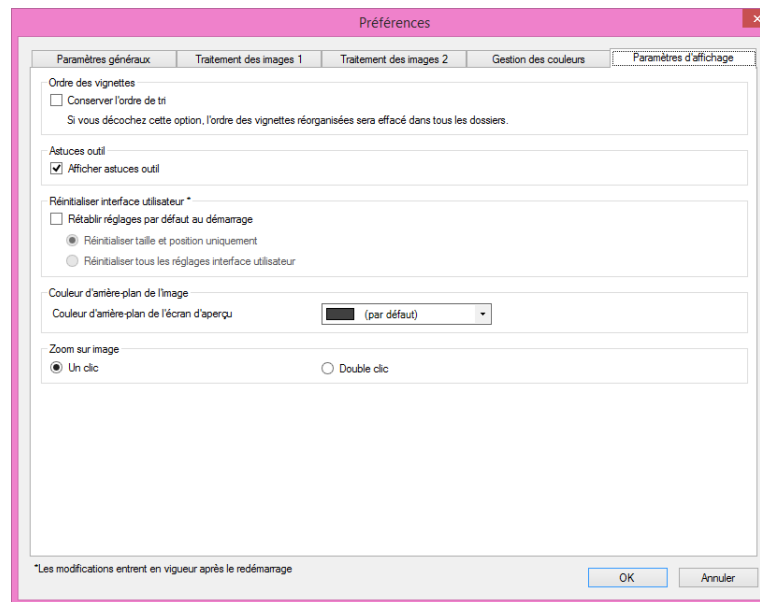 Préférences
Paramètres généraux
Traitement des images 1
Traitement des images 2
Gestion des couleurs
Paramètres d'affichage
Ordre des vignettes
Conserver l'ordre de tri
Si vous décochez cette option, l'ordre des vignettes réorganisées sera effacé dans tous les dossiers.
Astuces outil
Afficher astuces outil
Réinitialiser interface utilisateur *
Rétablir réglages par défaut au démarrage
Réinitialiser taille et position uniquement
Réinitialiser tous les réglages interface utilisateur
Couleur d'arrière-plan de l'image
Couleur d'arrière-plan de l'écran d'aperçu
(par défaut)
Zoom sur image
Un clic
Double clic
*Les modifications entrent en vigueur après le redémarrage
OK
Annuler